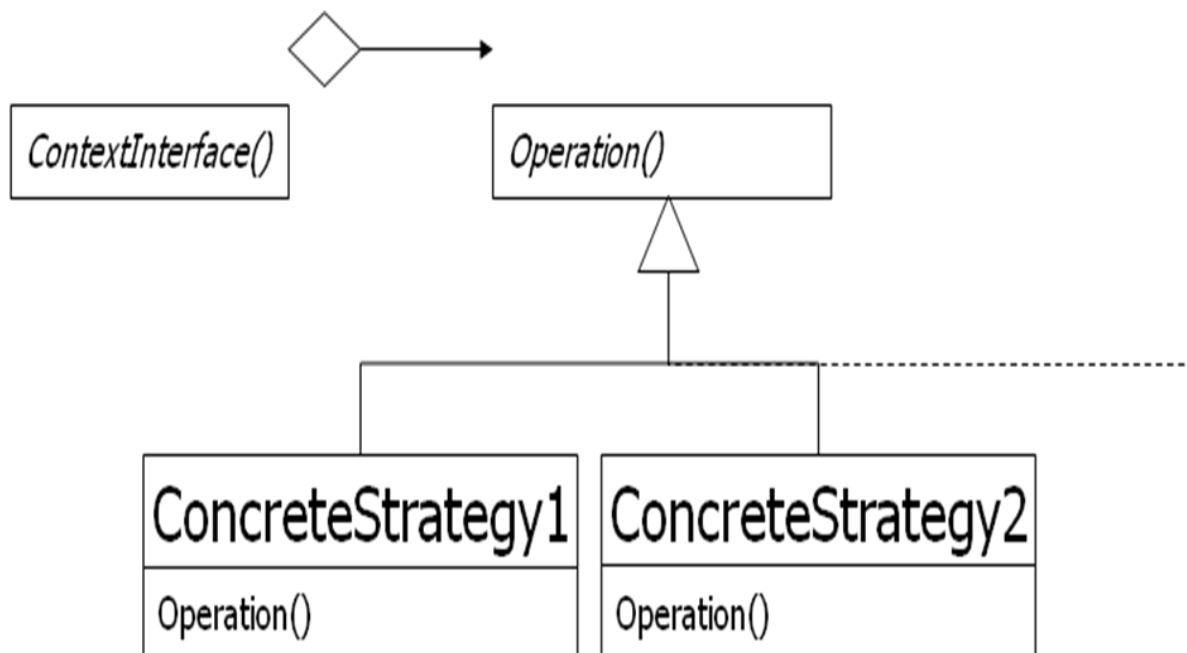 ContextInterface()
Operation()
ConcreteStrategy1
ConcreteStrategy2
Operation()
Operation()